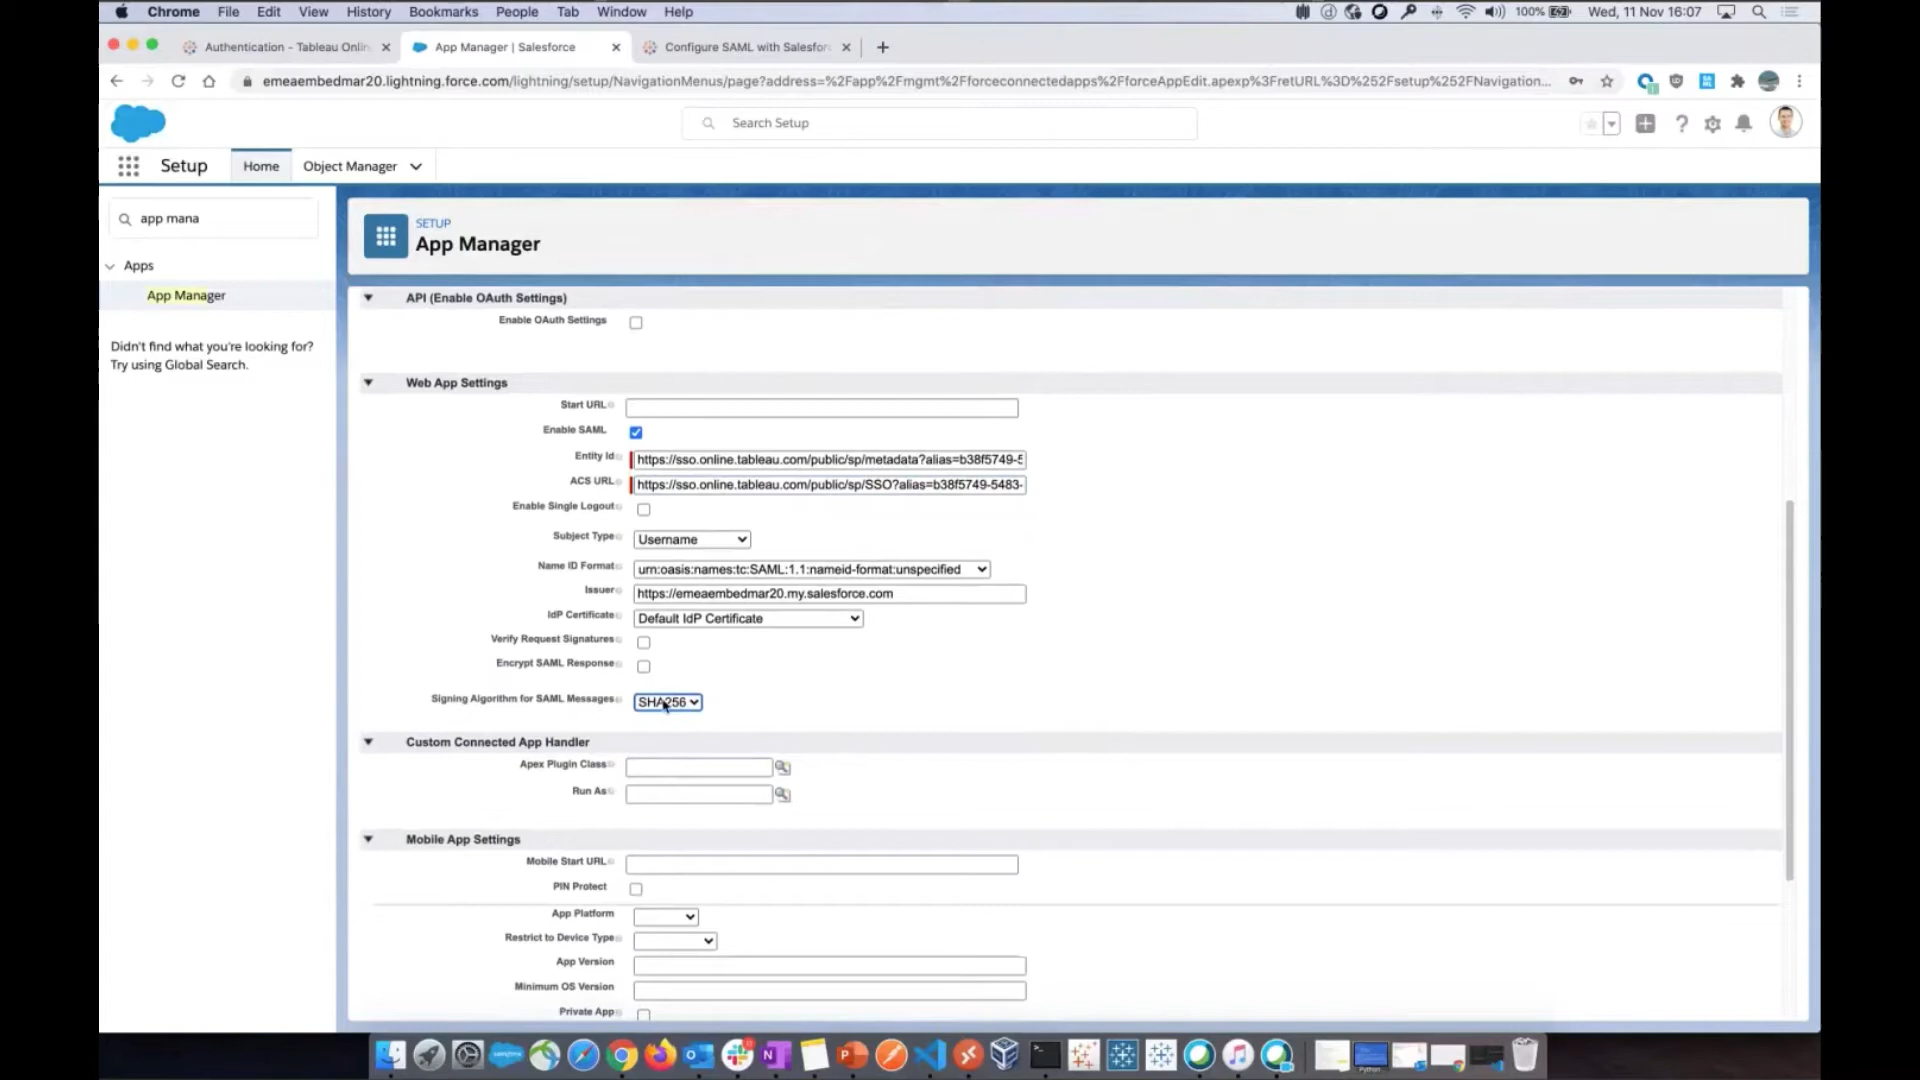 Chrome File Edit View History Bookmarks People Tab Window Help 100% Wed, 11 Nov 16:07
Authentication - Tableau Onlin App Manager | Salesforce Configure SAML with Salesfor
emeaembedmar20.lightning.force.com/lightning/setup/NavigationMenus/page?address=%2Fapp%2Fmgmt%2Fforceconnectedapps%2FforceAppEdit.apexp%3FretURL%3D%252Fsetup%252FNavigation...
Search Setup
Setup Home Object Manager
app mana
Apps
App Manager
Didn't find what you're looking for?
Try using Global Search.
SETUP
App Manager
API (Enable OAuth Settings)
Enable OAuth Settings
Web App Settings
Start URL
Enable SAML
Entity Id https://sso.online.tableau.com/public/sp/metadata?alias=b38f5749-5
ACS URL https://sso.online.tableau.com/public/sp/SSO?alias=b38f5749-5483-
Enable Single Logout
Subject Type Username
Name ID Format urn:oasis:names:tc:SAML:1.1:nameid-format:unspecified
Issuer https://emeaembedmar20.my.salesforce.com
IdP Certificate Default IdP Certificate
Verify Request Signatures
Encrypt SAML Response
Signing Algorithm for SAML Messages SHA256
Custom Connected App Handler
Apex Plugin Class
Run As
Mobile App Settings
Mobile Start URL
PIN Protect
App Platform
Restrict to Device Type
App Version
Minimum OS Version
Private App